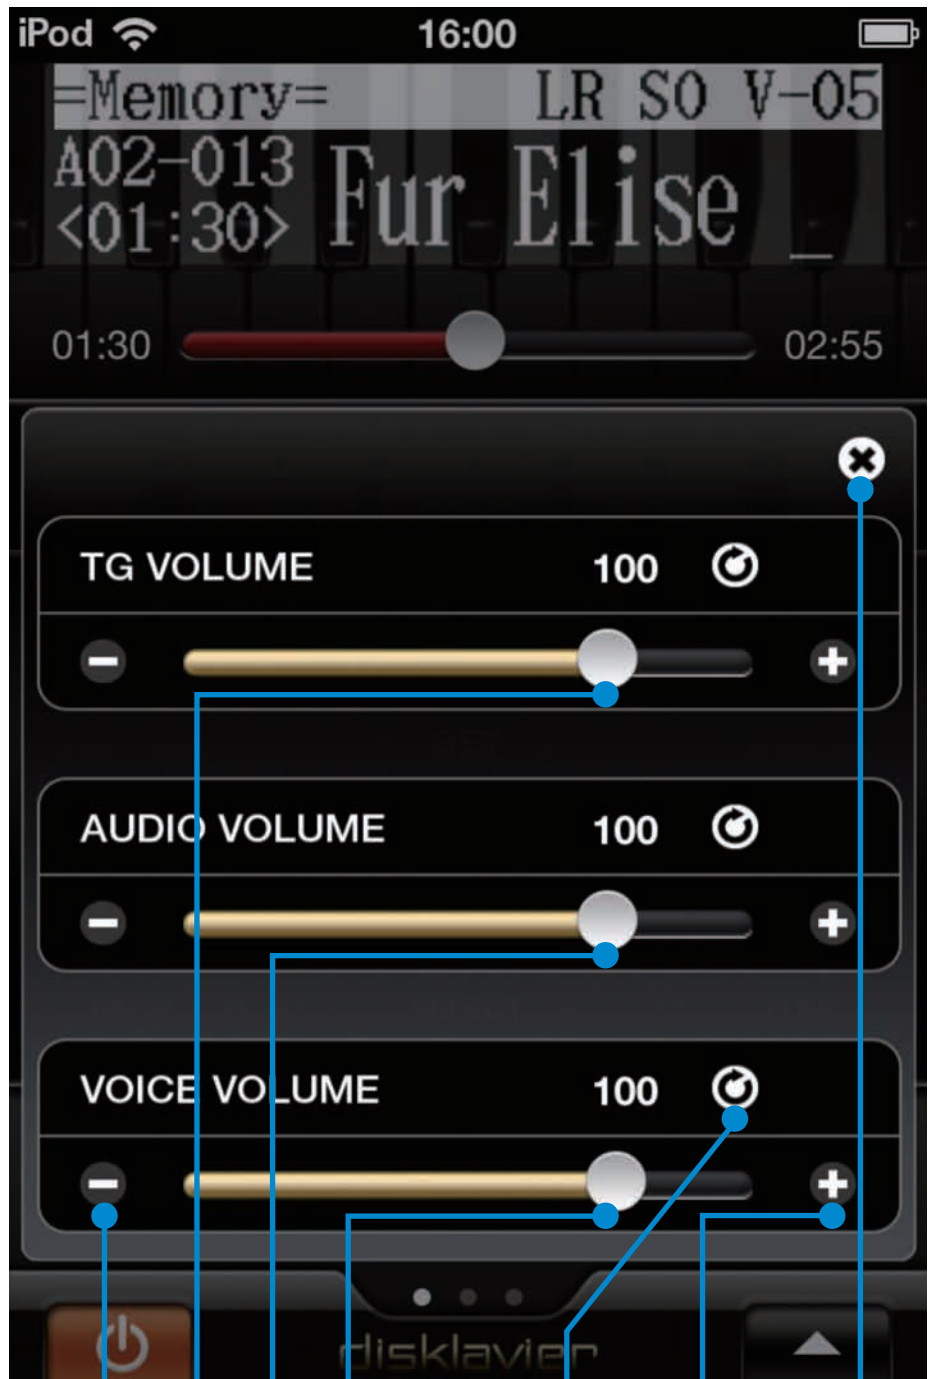 iPod 16:00
=Memory= LR SO V-05
A02-013 Fur Elise _
<01:30>
01:30 02:55
TG VOLUME 100
AUDIO VOLUME 100
VOICE VOLUME 100
disklavier